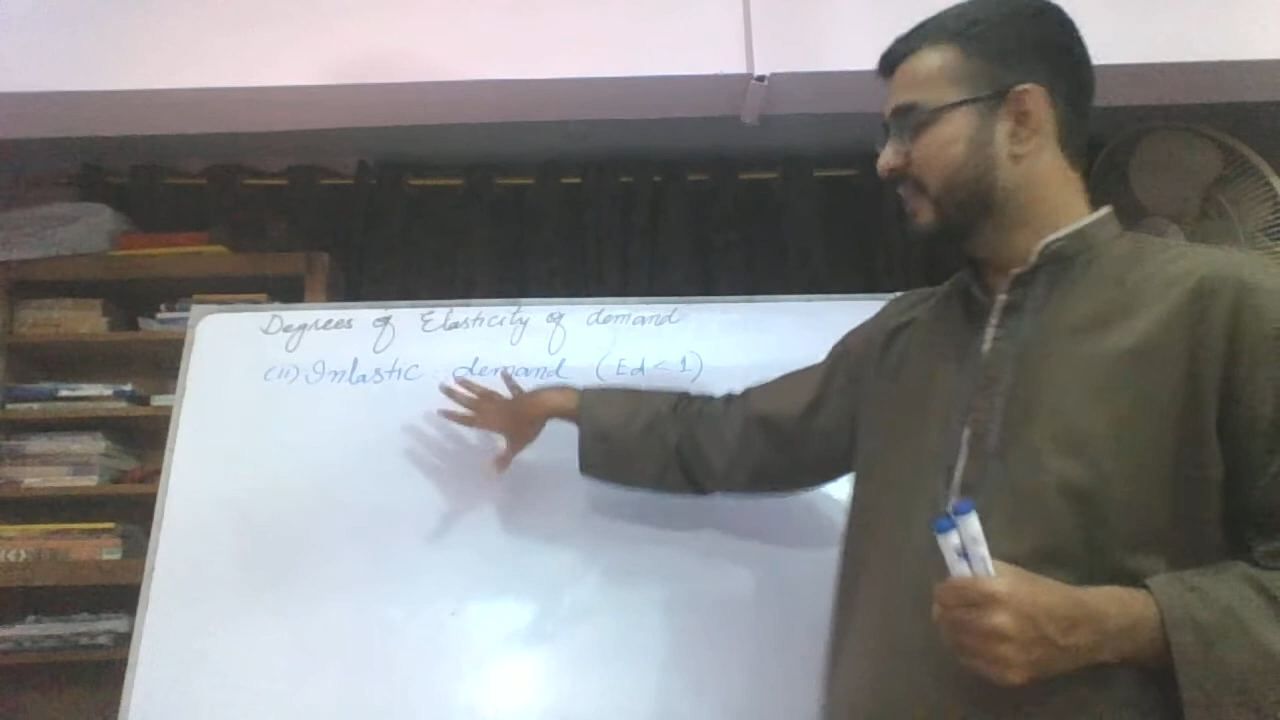 Degrees of Elasticity of demand
(ii) Inlastic demand (Ed < 1)